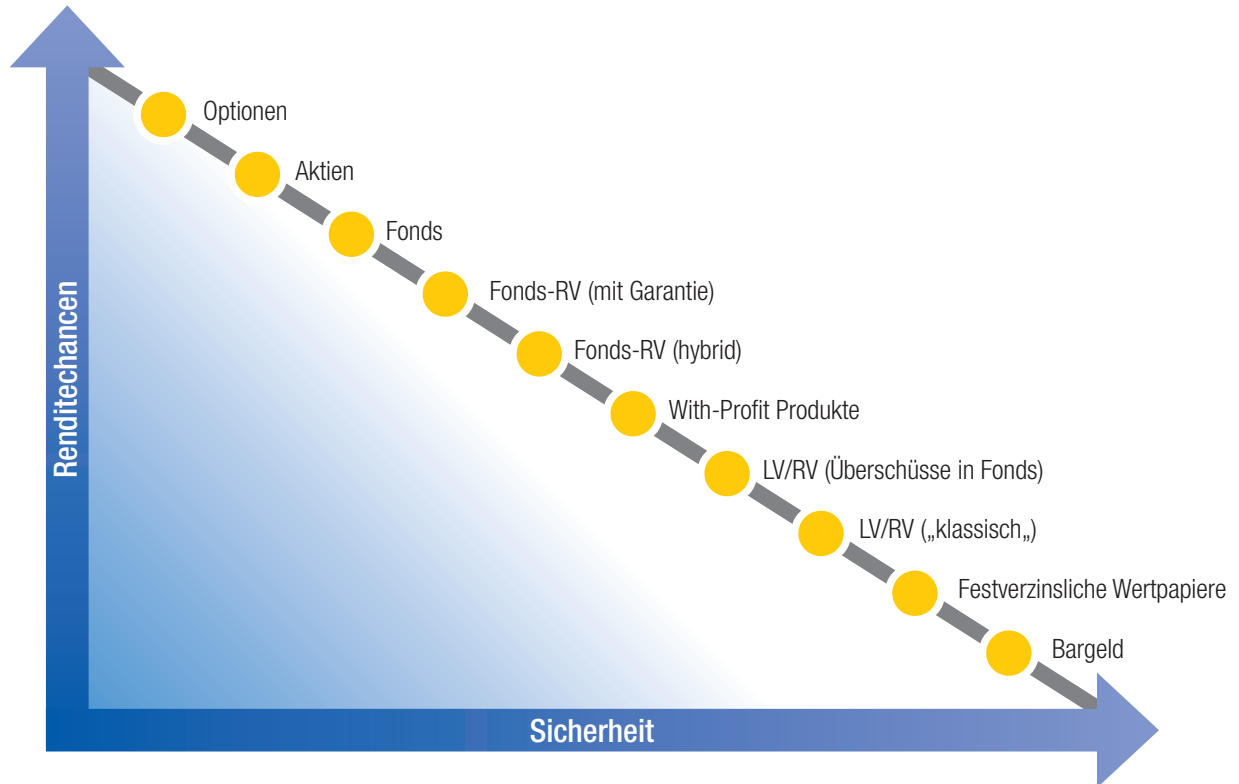 Optionen
Aktien
Fonds
Fonds-RV (mit Garantie)
Fonds-RV (hybrid)
With-Profit Produkte
LV/RV (Überschüsse in Fonds)
LV/RV („klassisch„)
Festverzinsliche Wertpapiere
Bargeld
Renditechancen
Sicherheit